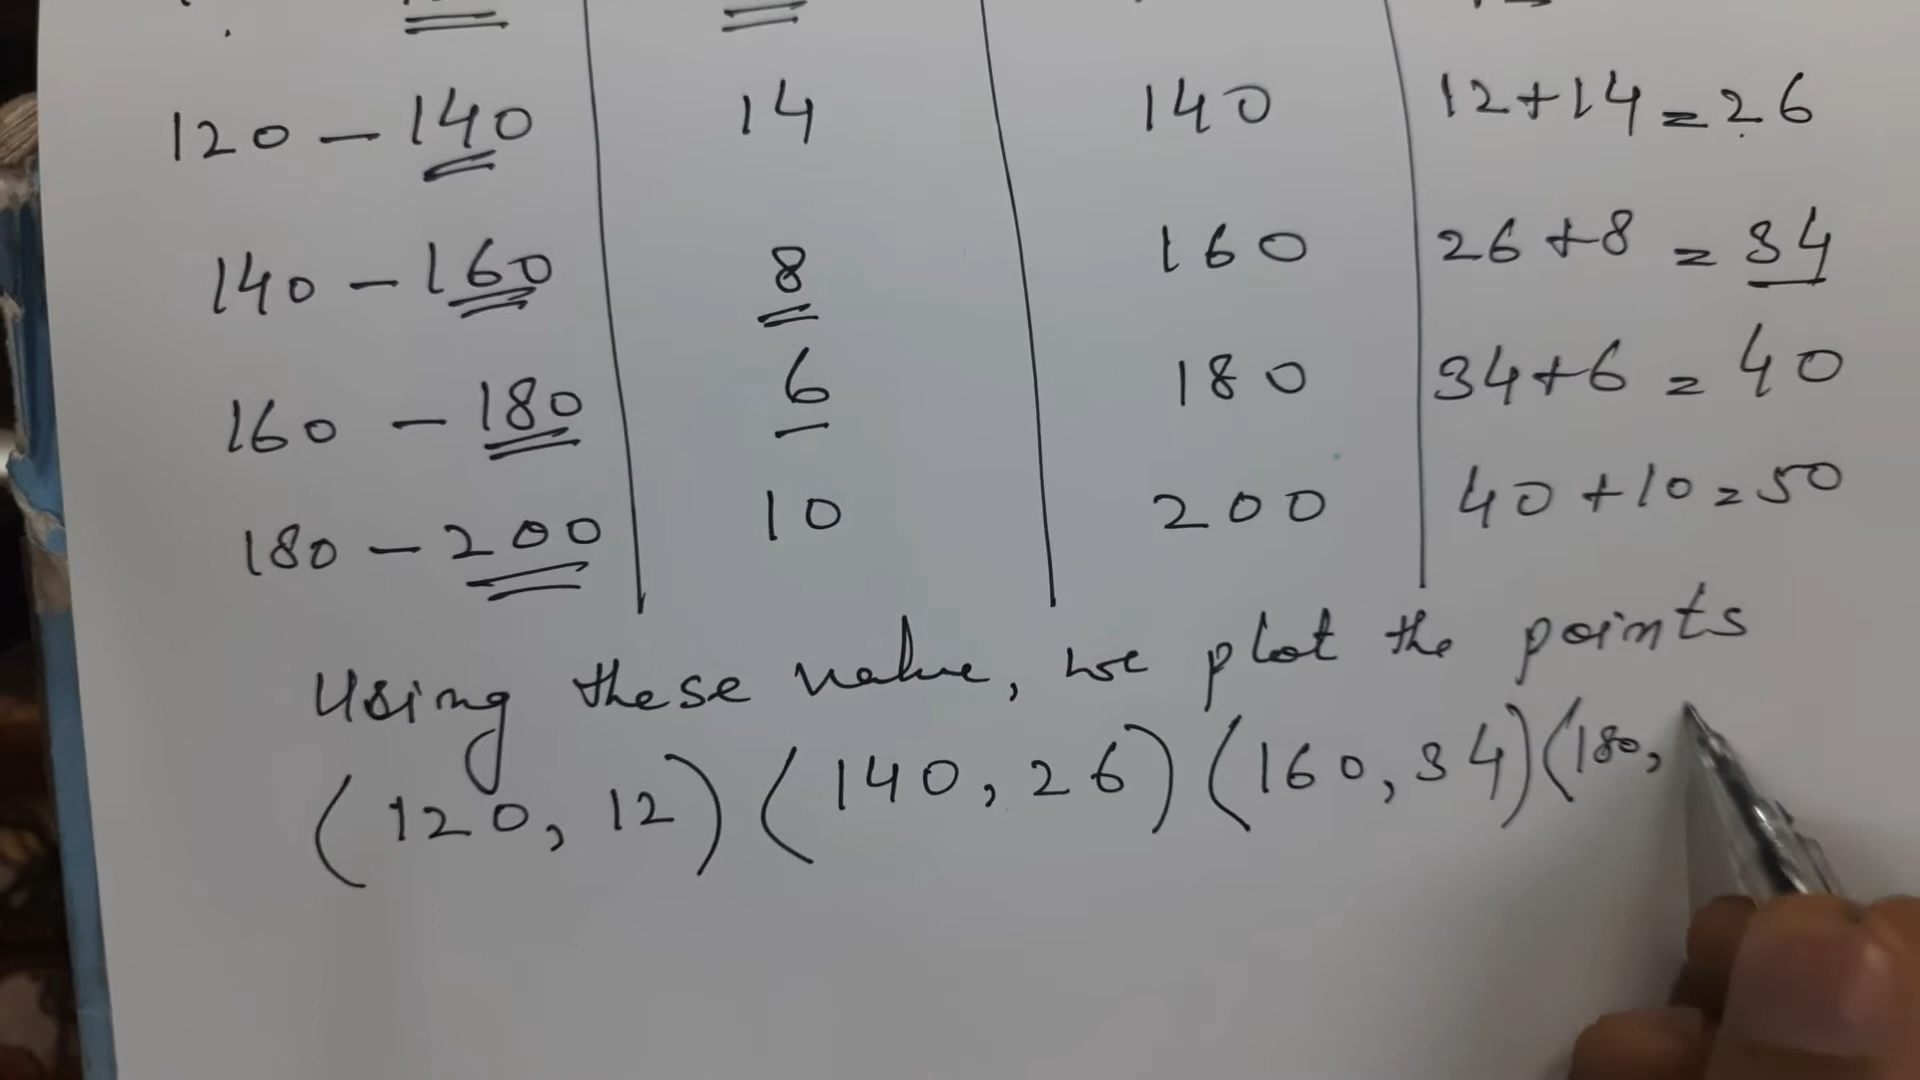 120 - 140 14 140 12+14 = 26
140 - 160 8 160 26+8 = 34
160 - 180 6 180 34+6 = 40
180 - 200 10 200 40+10 = 50
Using these value, we plot the points
(120, 12) (140, 26) (160, 34) (180,